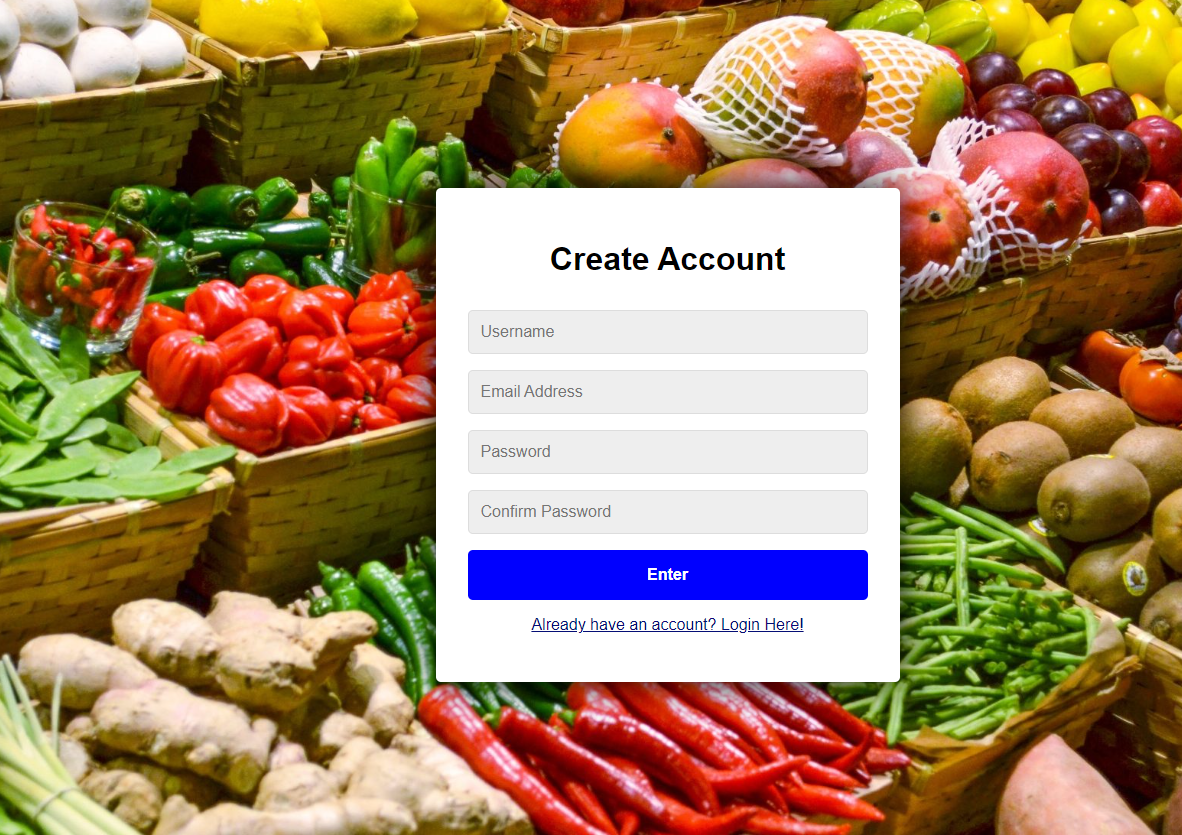 Create Account
Username
Email Address
Password
Confirm Password
Enter
Already have an account? Login Here!